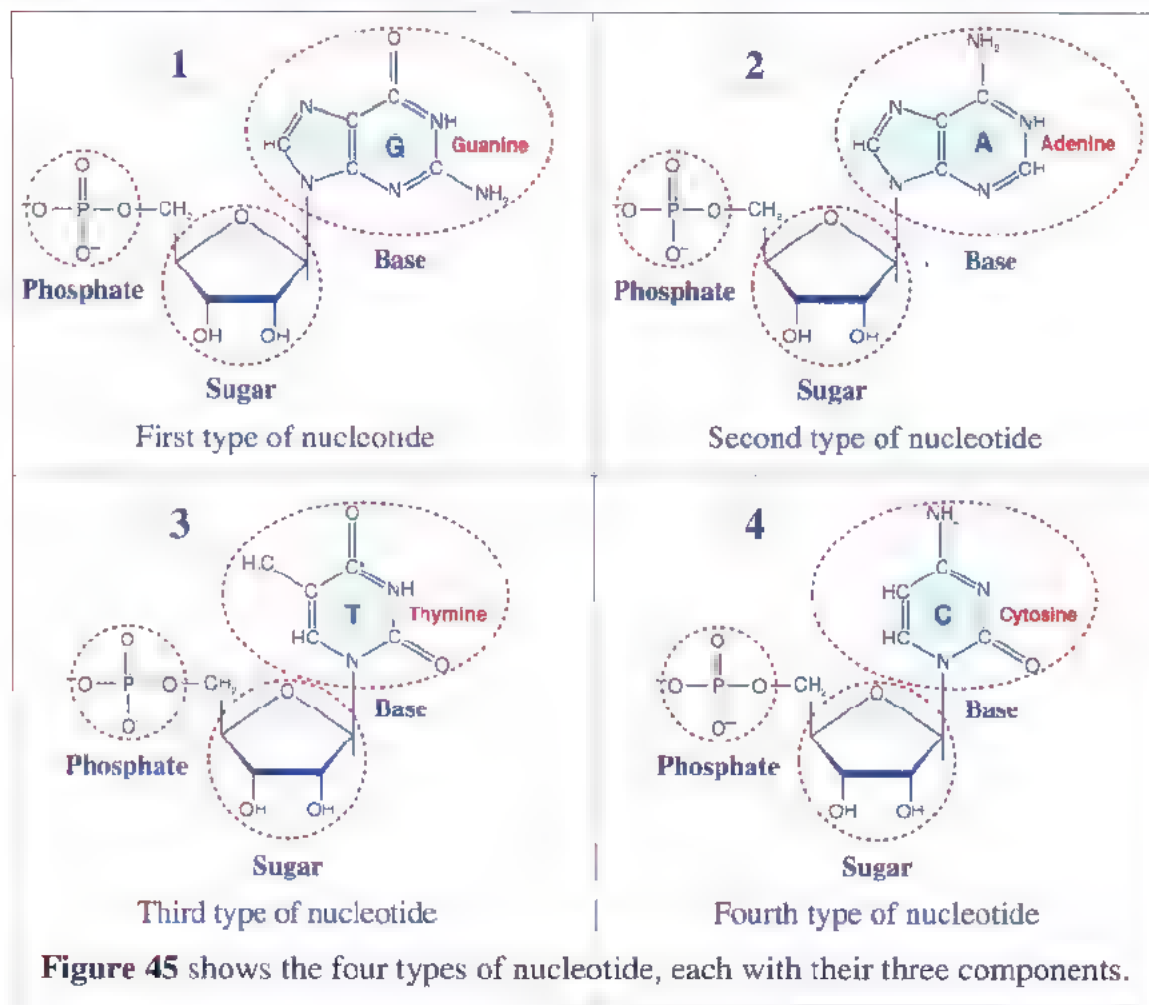 1
O
N
C
NH
HC
G
Guanine
C
C
N
N
NH₂
O
⁻O—P—O—CH₂
O⁻
O
Phosphate
Base
OH
OH
Sugar
First type of nucleotide
2
NH₂
N
C
NH
HC
A
Adenine
C
CH
N
N
O
⁻O—P—O—CH₂
O⁻
O
Phosphate
Base
OH
OH
Sugar
Second type of nucleotide
3
O
H₃C
C
C
NH
T
Thymine
HC
C
N
O
O
⁻O—P—O—CH₂
O⁻
O
Phosphate
Base
OH
OH
Sugar
Third type of nucleotide
4
NH₂
C
HC
N
C
Cytosine
HC
C
N
O
O
⁻O—P—O—CH₂
O⁻
O
Phosphate
Base
OH
OH
Sugar
Fourth type of nucleotide
Figure 45 shows the four types of nucleotide, each with their three components.